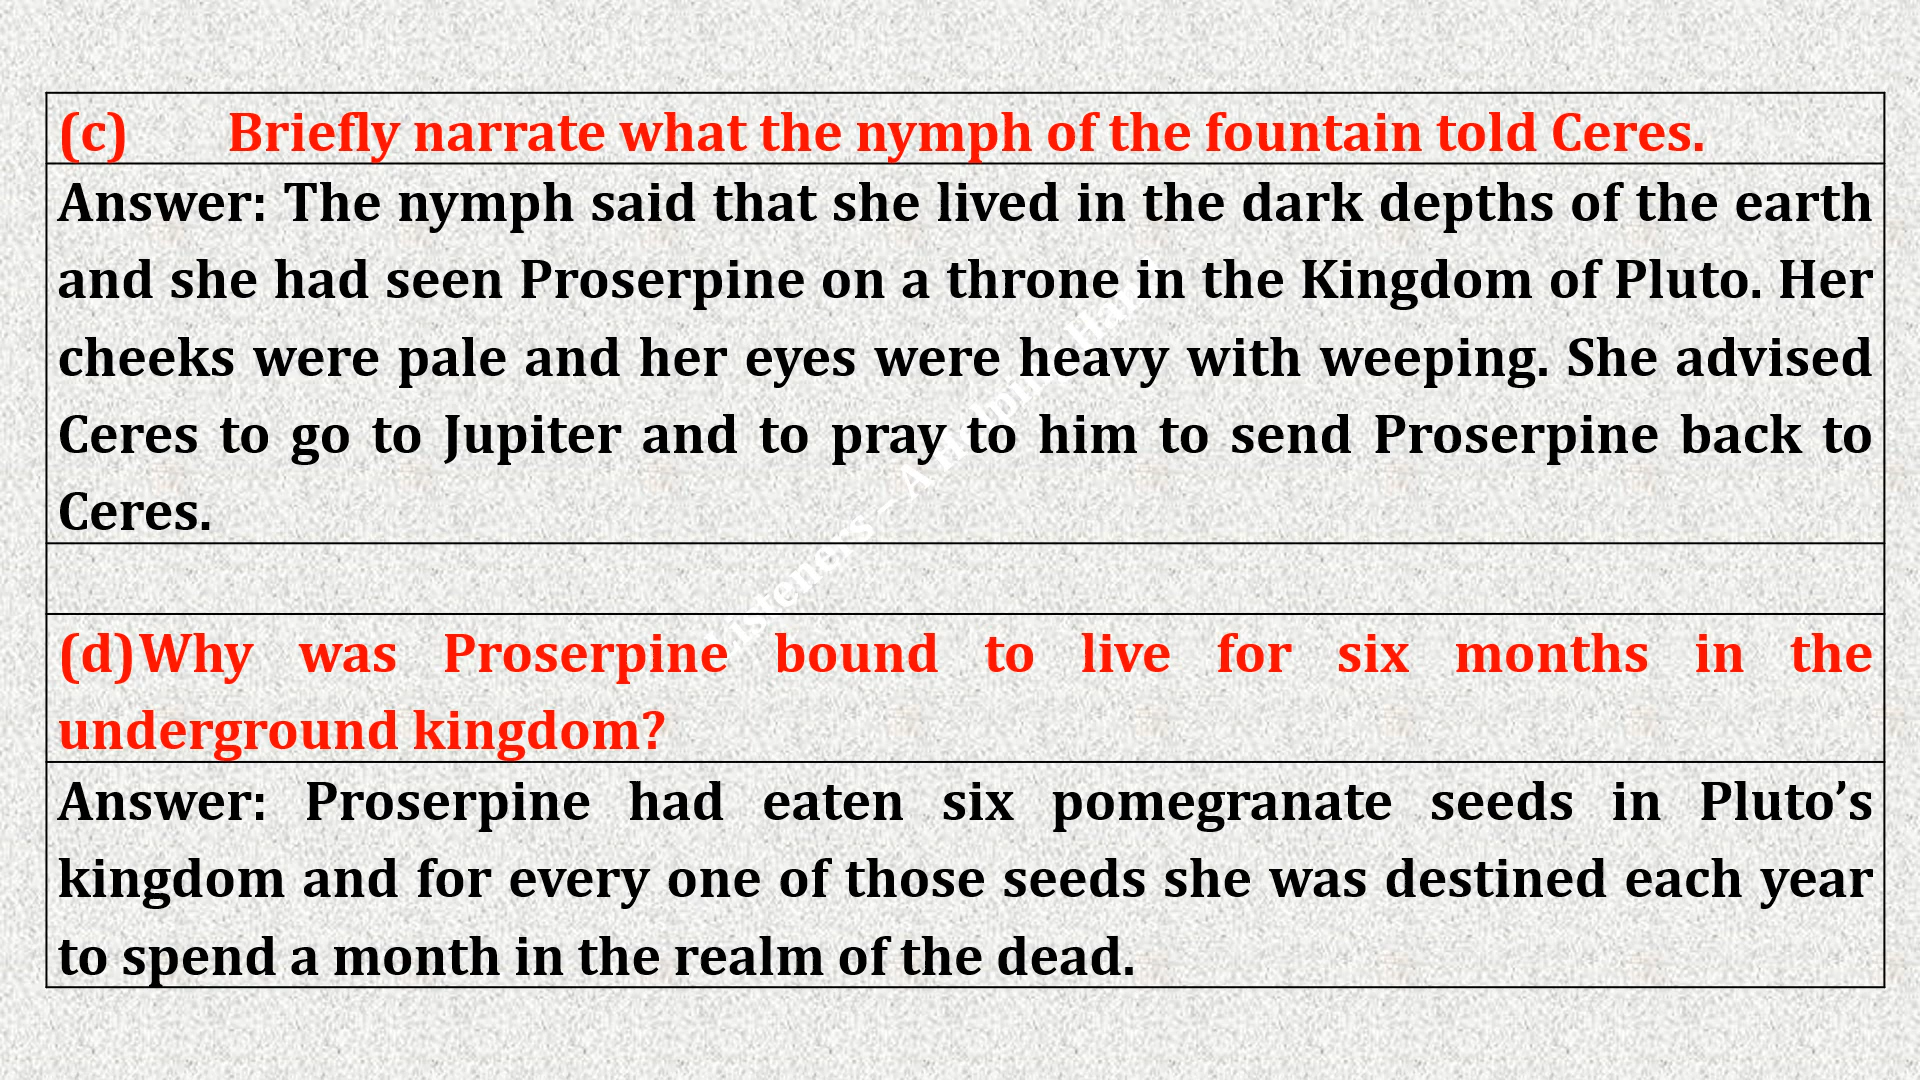 (c) Briefly narrate what the nymph of the fountain told Ceres.
Answer: The nymph said that she lived in the dark depths of the earth
and she had seen Proserpine on a throne in the Kingdom of Pluto. Her
cheeks were pale and her eyes were heavy with weeping. She advised
Ceres to go to Jupiter and to pray to him to send Proserpine back to
Ceres.
(d)Why was Proserpine bound to live for six months in the
underground kingdom?
Answer: Proserpine had eaten six pomegranate seeds in Pluto's
kingdom and for every one of those seeds she was destined each year
to spend a month in the realm of the dead.